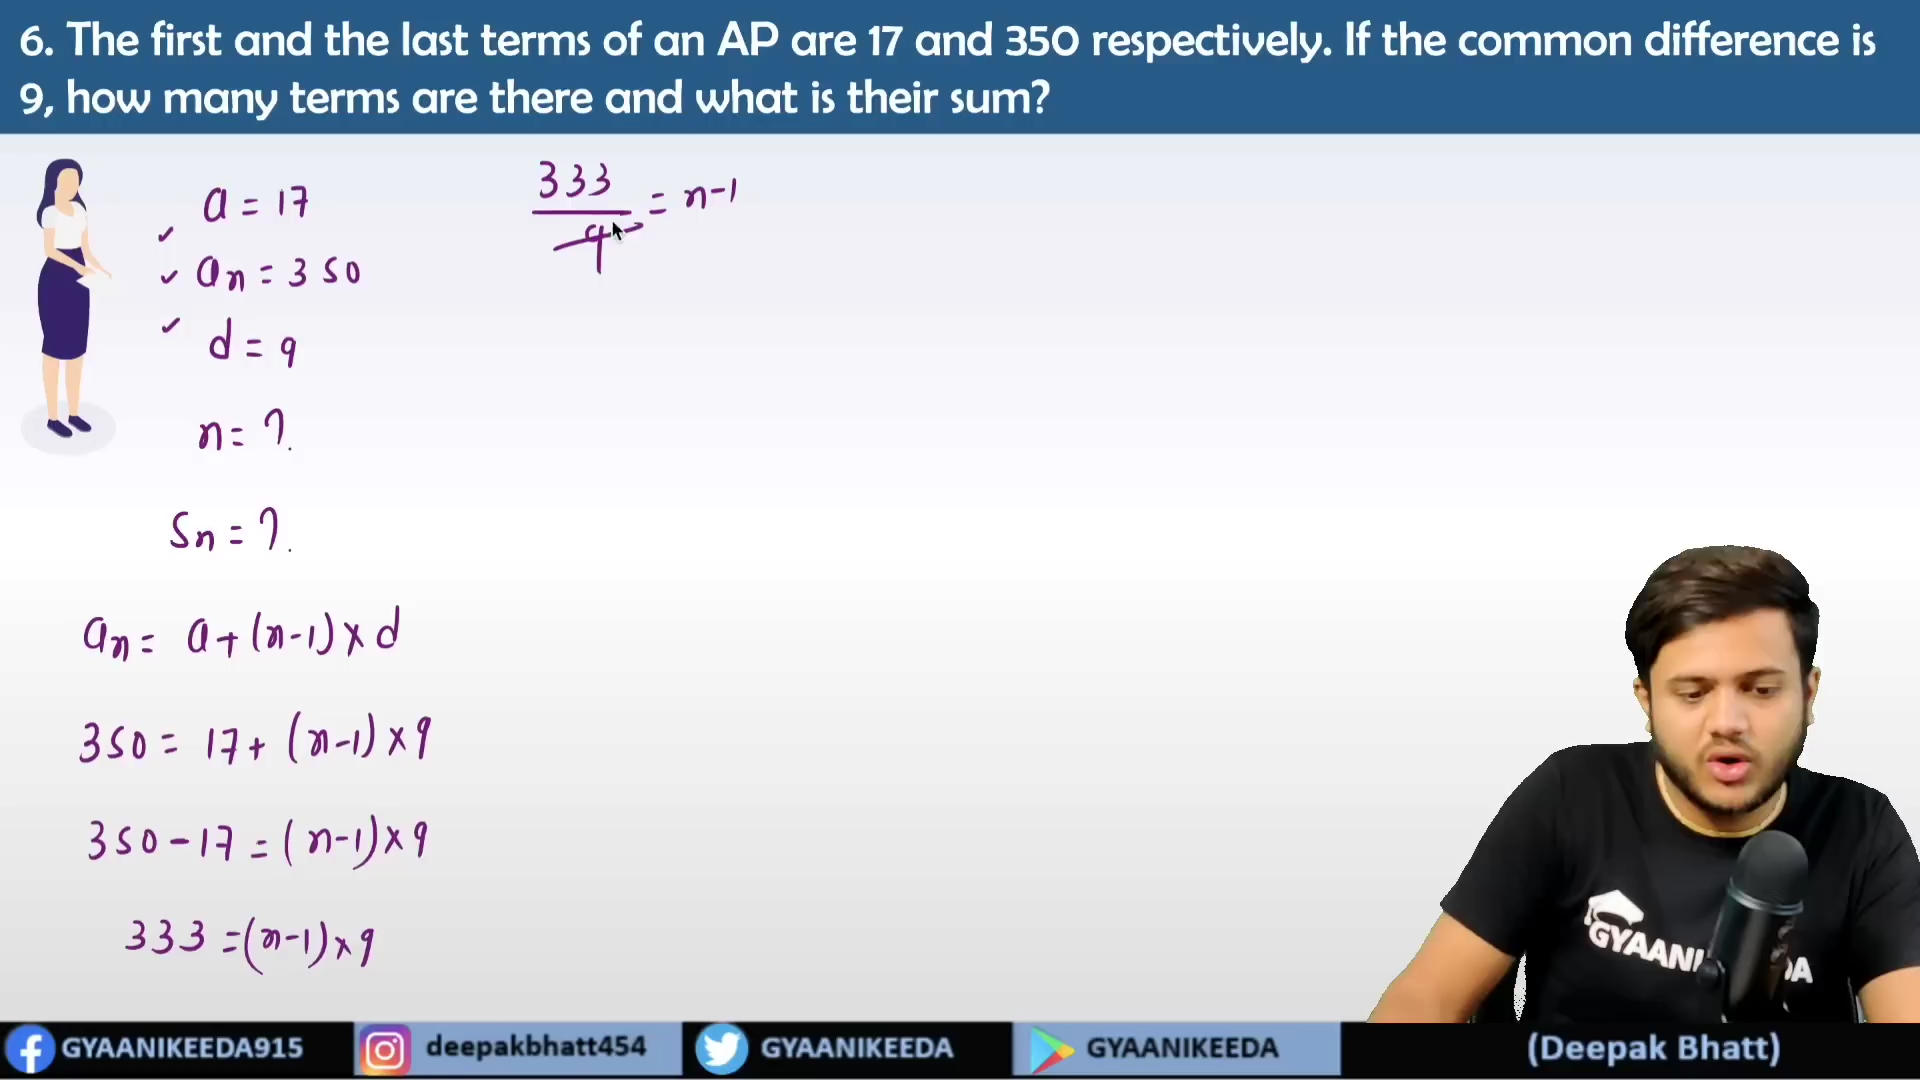 6. The first and the last terms of an AP are 17 and 350 respectively. If the common difference is
9, how many terms are there and what is their sum?
a = 17
an = 350
d = 9
n = ?
Sn = ?
an = a+(n-1)×d
350 = 17+(n-1)×9
350-17=(n-1)×9
333=(n-1)×9
333/9 = n-1
GYAANI DA
GYAANIKEEDA915
deepakbhatt454
GYAANIKEEDA
GYAANIKEEDA
(Deepak Bhatt)